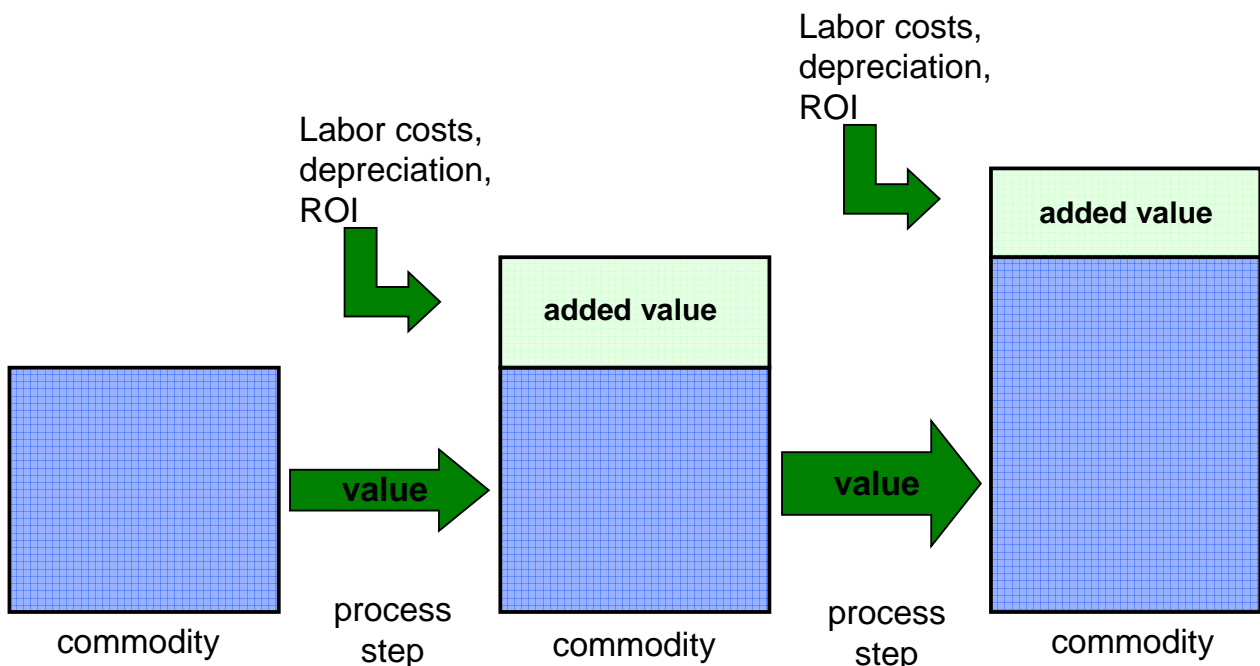 Labor costs,
depreciation,
ROI
Labor costs,
depreciation,
ROI
added value
added value
value
value
process
step
process
step
commodity
commodity
commodity